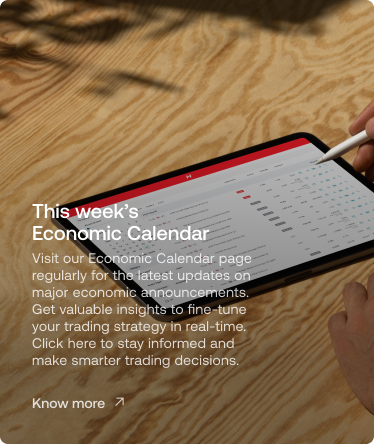 This week's
Economic Calendar
Visit our Economic Calendar page
regularly for the latest updates on
major economic announcements.
Get valuable insights to fine-tune
your trading strategy in real-time.
Click here to stay informed and
make smarter trading decisions.
Know more